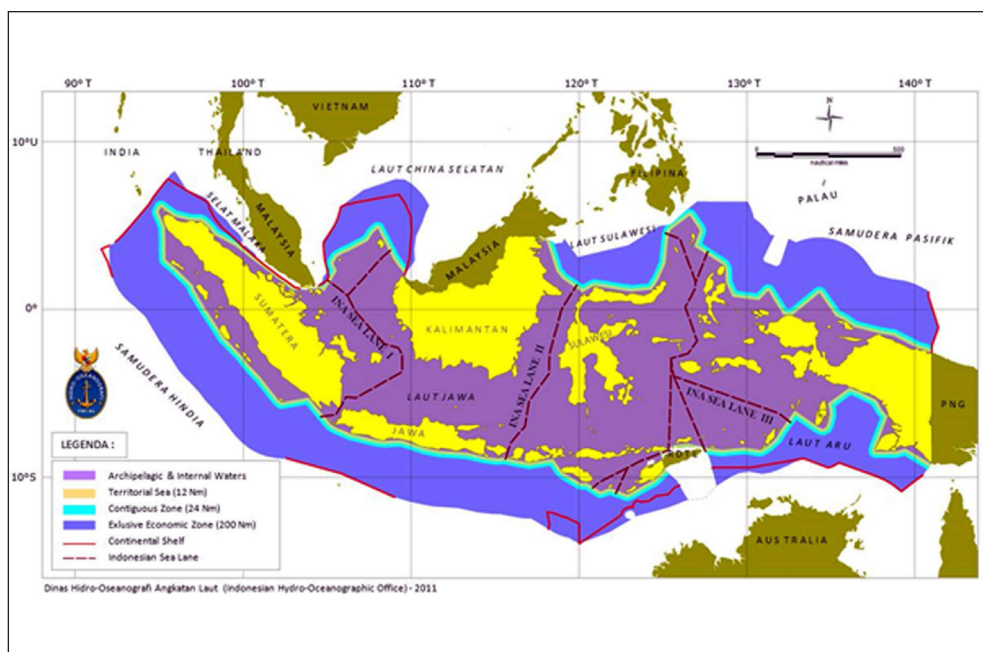 90° T 100° T 110° T 120° T 130° T 140° T
VIETNAM
10°U
INDIA
THAILAND
LAUT CHINA SELATAN
PILIPINA
500
nautical miles
PALAU
SAMUDERA PASIFIK
SELAT MALAKA
MALAYSIA
MALAYSIA
LAUT SULAWESI
0°
SUMATERA
INA SEA LANE I
KALIMANTAN
INA SEA LANE II
SULAWESI
SAMUDERA HINDIA
LAUT JAWA
INA SEA LANE III
PNG
JAWA
LAUT ARU
RDTL
10°S
AUSTRALIA
LEGENDA :
Archipelagic & Internal Waters
Territorial Sea (12 Nm)
Contiguous Zone (24 Nm)
Exlusive Economic Zone (200 Nm)
Continental Shelf
Indonesian Sea Lane
Dinas Hidro-Oseanografi Angkatan Laut (Indonesian Hydro-Oceanographic Office) - 2011